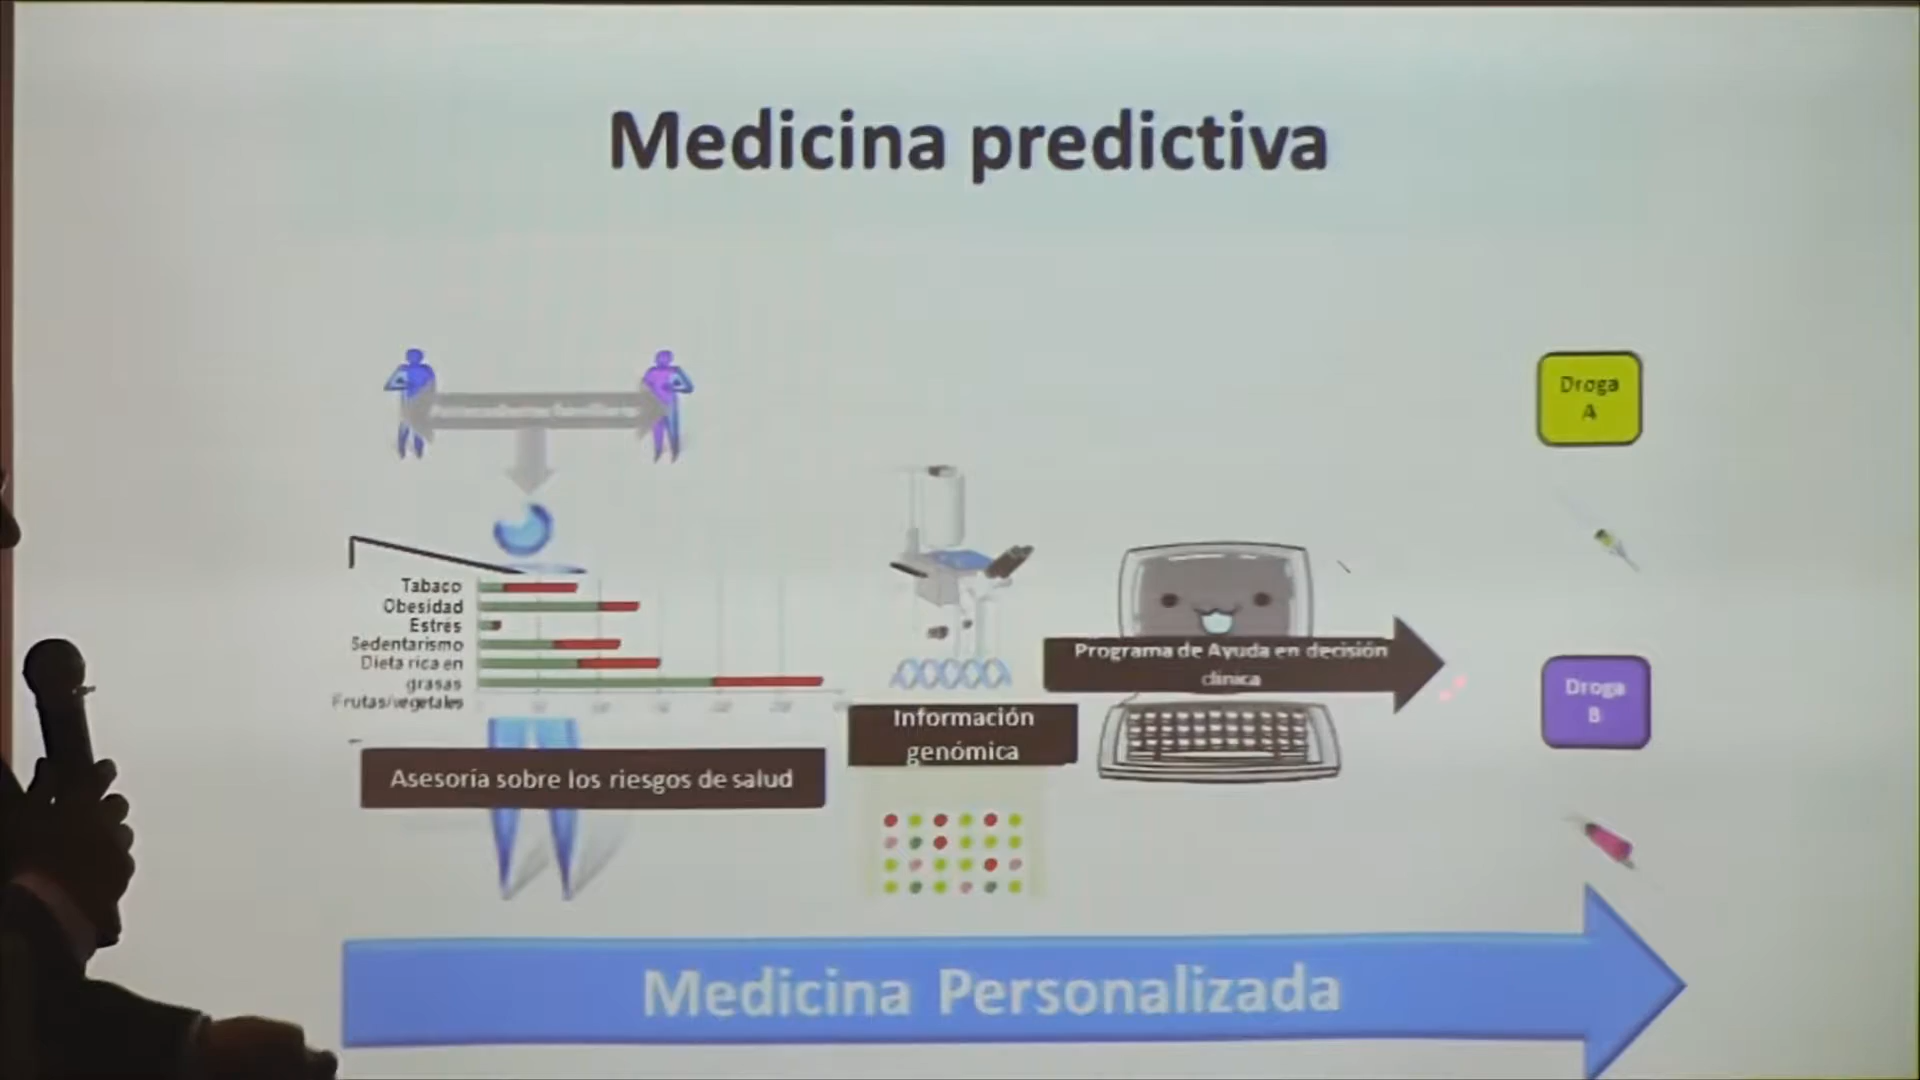 Medicina predictiva
Droga
A
Tabaco
Obesidad
Estrés
Sedentarismo
Dieta rica en
grasas
Frutas/vegetales
Programa de Ayuda en decisión
clínica
Droga
B
Información
genómica
Asesoría sobre los riesgos de salud
Medicina Personalizada